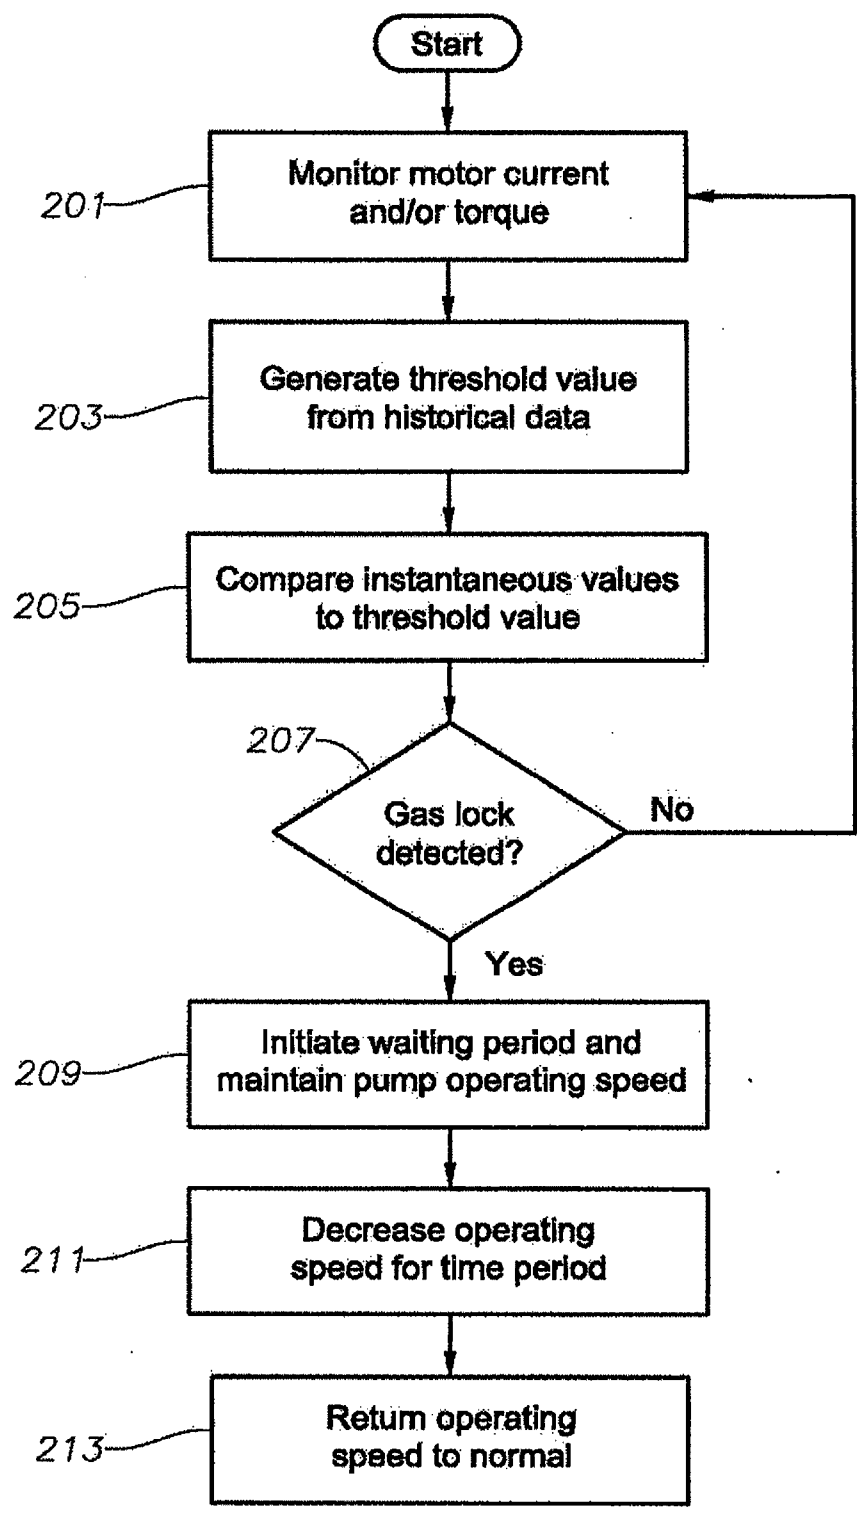 Start
201
Monitor motor current
and/or torque
203
Generate threshold value
from historical data
205
Compare instantaneous values
to threshold value
207
Gas lock
detected?
No
Yes
209
Initiate waiting period and
maintain pump operating speed
211
Decrease operating
speed for time period
213
Return operating
speed to normal